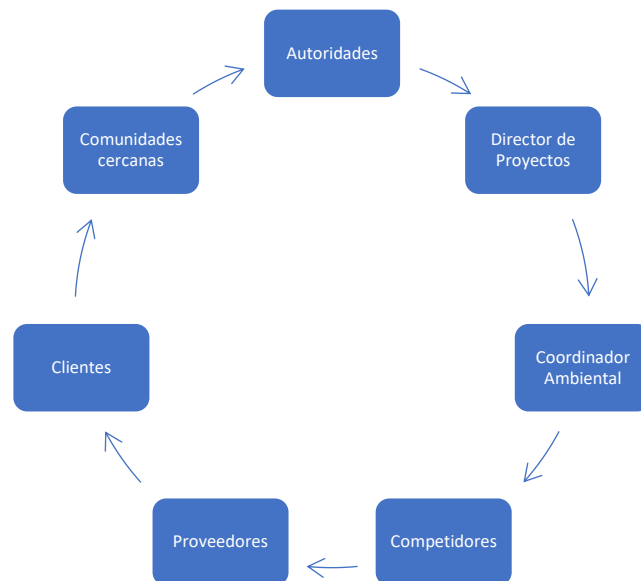 Autoridades
Director de
Proyectos
Coordinador
Ambiental
Competidores
Proveedores
Clientes
Comunidades
cercanas